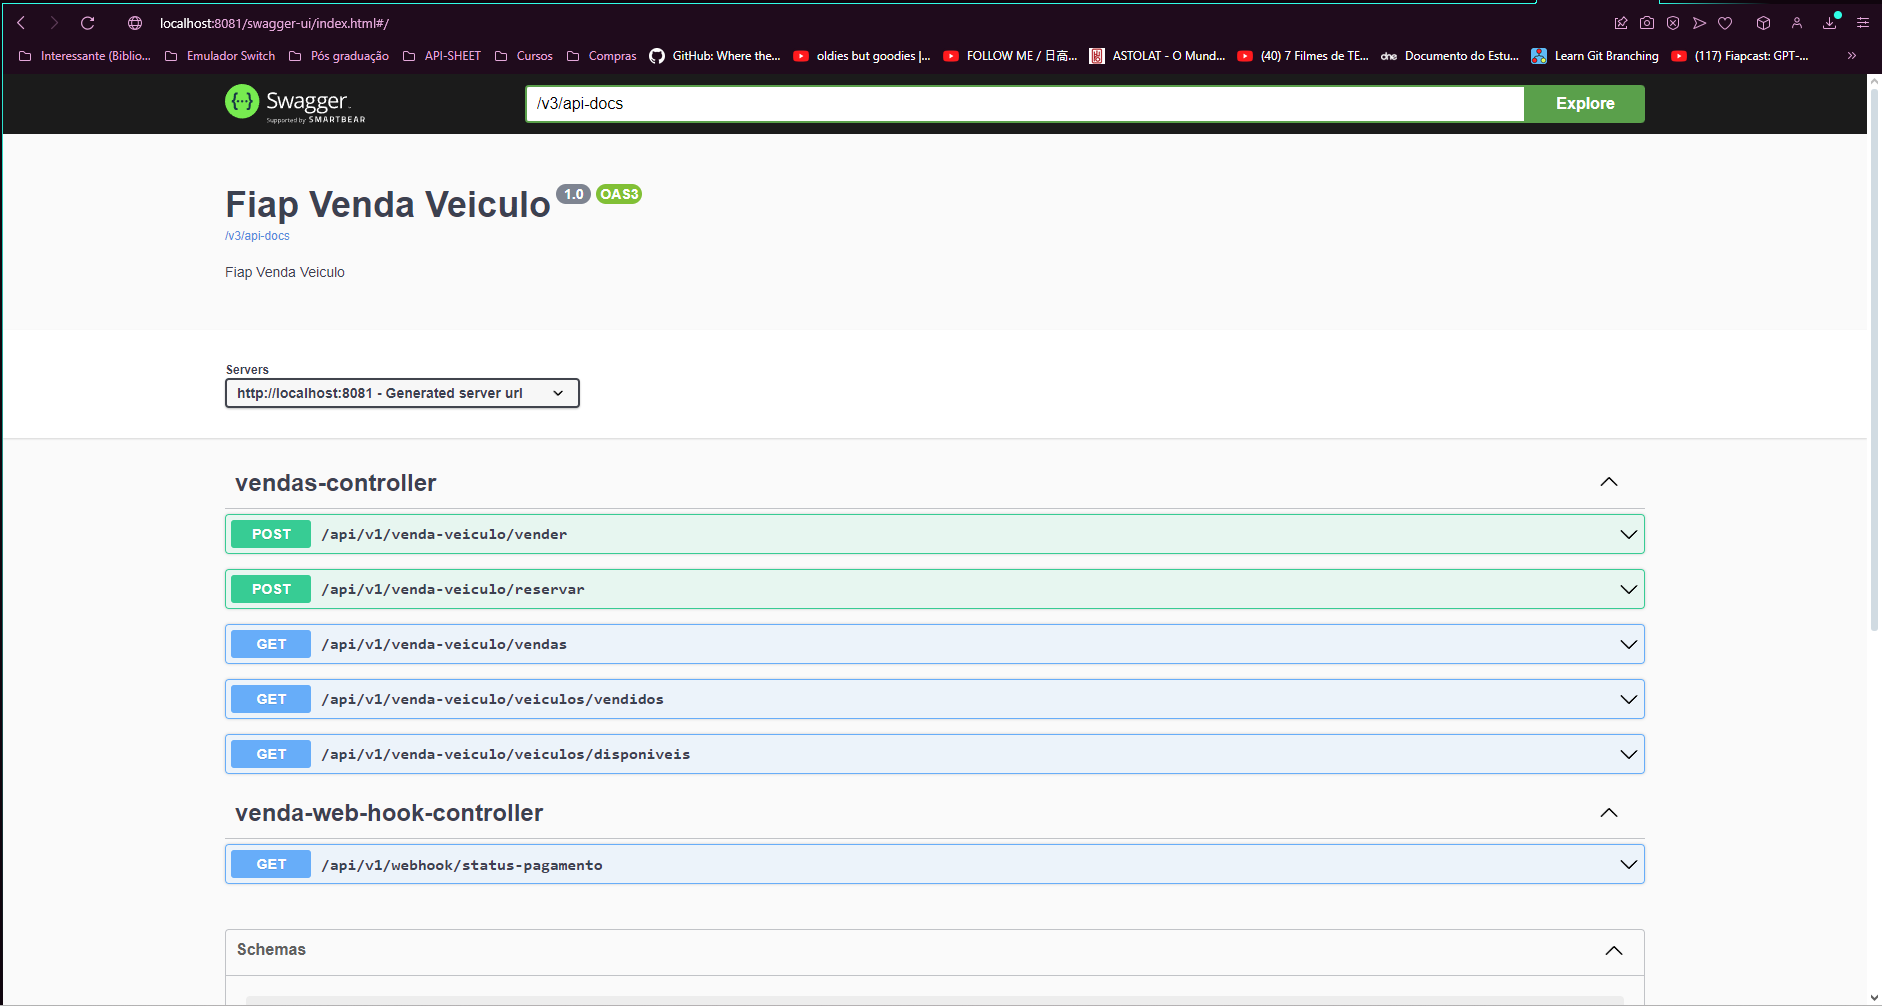 localhost:8081/swagger-ui/index.html#/
Interessante (Biblio... Emulador Switch Pós graduação API-SHEET Cursos Compras GitHub: Where the... oldies but goodies |... FOLLOW ME / 日高... ASTOLAT - O Mund... (40) 7 Filmes de TE... dne Documento do Estu... Learn Git Branching (117) Fiapcast: GPT-...
{···} Swagger.
Supported by SMARTBEAR
/v3/api-docs
Explore
Fiap Venda Veiculo 1.0 OAS3
/v3/api-docs
Fiap Venda Veiculo
Servers
http://localhost:8081 - Generated server url
vendas-controller
POST /api/v1/venda-veiculo/vender
POST /api/v1/venda-veiculo/reservar
GET /api/v1/venda-veiculo/vendas
GET /api/v1/venda-veiculo/veiculos/vendidos
GET /api/v1/venda-veiculo/veiculos/disponiveis
venda-web-hook-controller
GET /api/v1/webhook/status-pagamento
Schemas